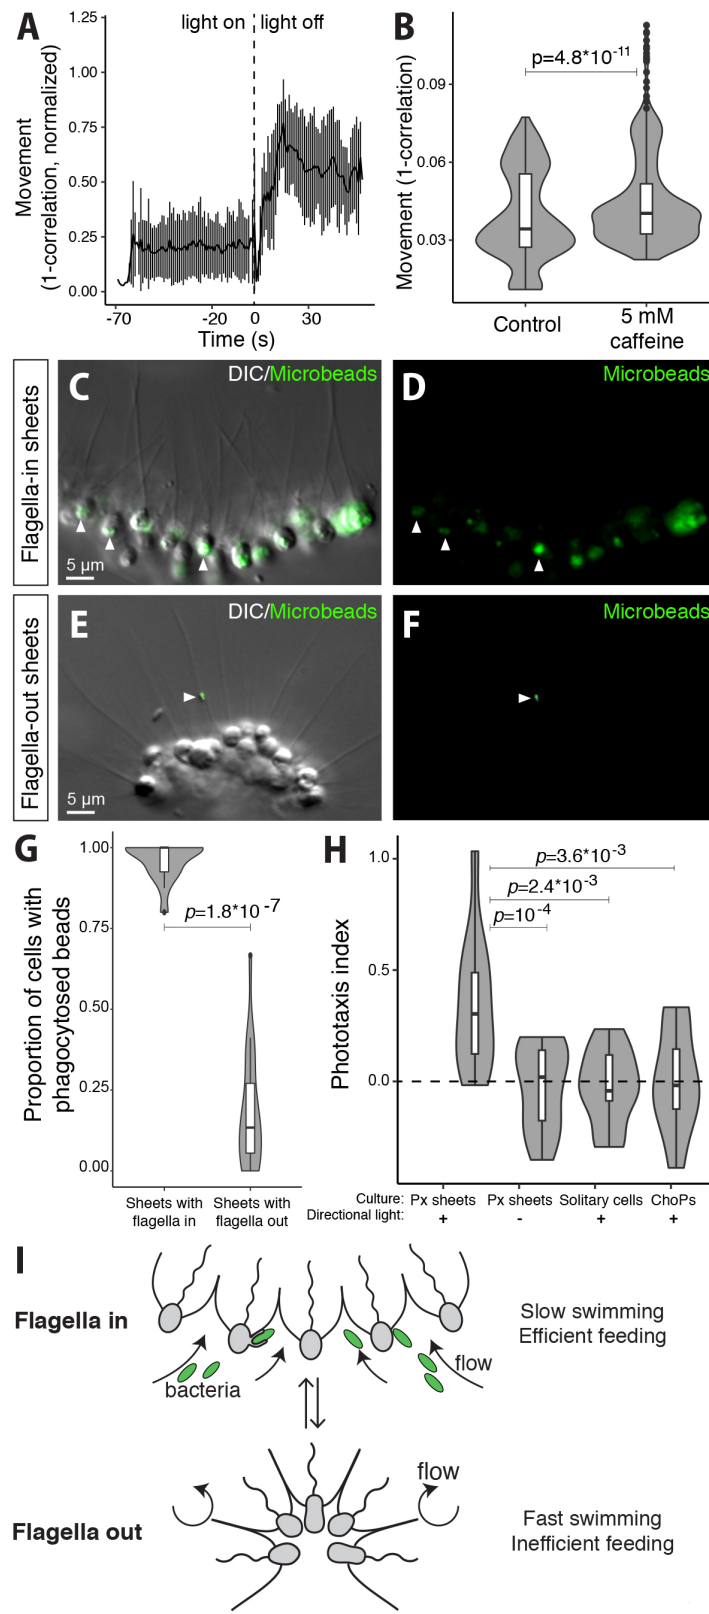 A
light on
light off
1.25
1.00
0.75
0.50
0.25
0.00
Movement
(1-correlation, normalized)
-70
-20
0
30
Time (s)
B
p=4.8*10-11
0.09
0.06
0.03
Movement (1-correlation)
Control
5 mM
caffeine
Flagella-in sheets
C
DIC/Microbeads
5 µm
D
Microbeads
Flagella-out sheets
E
DIC/Microbeads
5 µm
F
Microbeads
G
1.00
0.75
0.50
0.25
0.00
Proportion of cells with
phagocytosed beads
p=1.8*10 -7
Sheets with
flagella in
Sheets with
flagella out
H
1.0
0.5
0.0
Phototaxis index
p=3.6*10-3
p=2.4*10-3
p=10-4
Culture: Px sheets Px sheets Solitary cells ChoPs
Directional light: + - + +
I
Flagella in
bacteria
flow
Slow swimming
Efficient feeding
Flagella out
flow
Fast swimming
Inefficient feeding